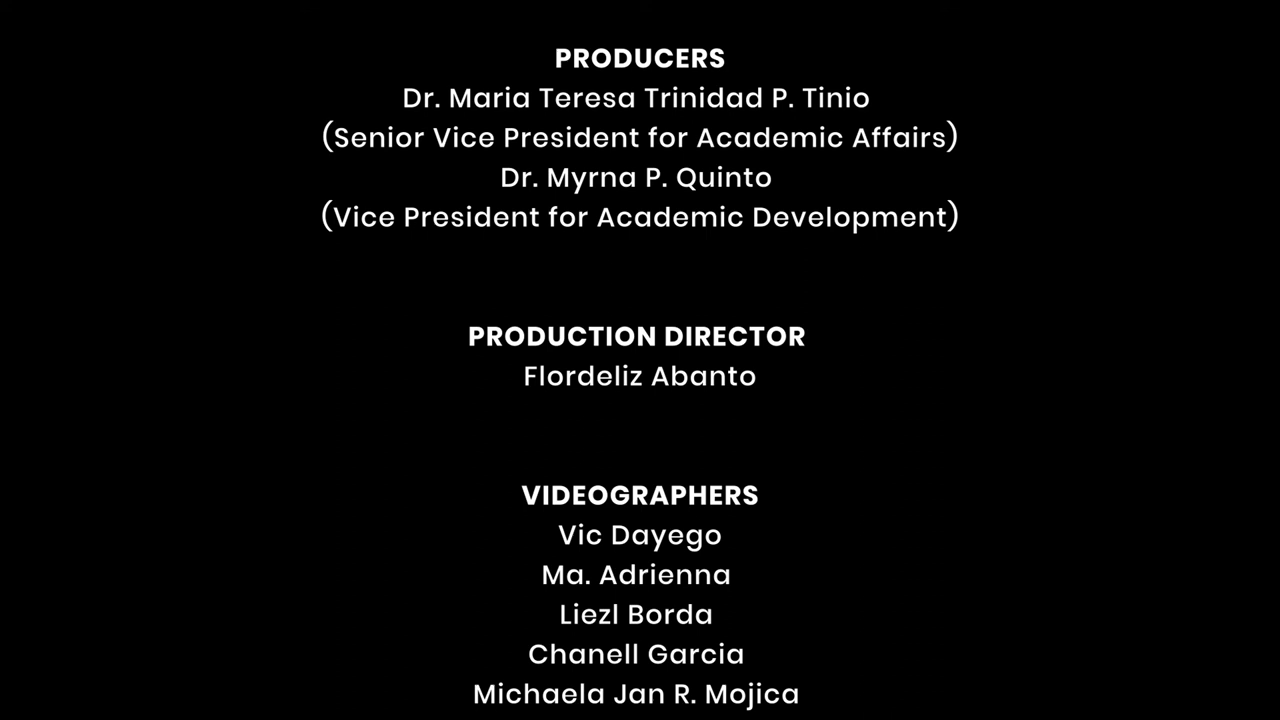 PRODUCERS
Dr. Maria Teresa Trinidad P. Tinio
(Senior Vice President for Academic Affairs)
Dr. Myrna P. Quinto
(Vice President for Academic Development)
PRODUCTION DIRECTOR
Flordeliz Abanto
VIDEOGRAPHERS
Vic Dayego
Ma. Adrienna
Liezl Borda
Chanell Garcia
Michaela Jan R. Mojica